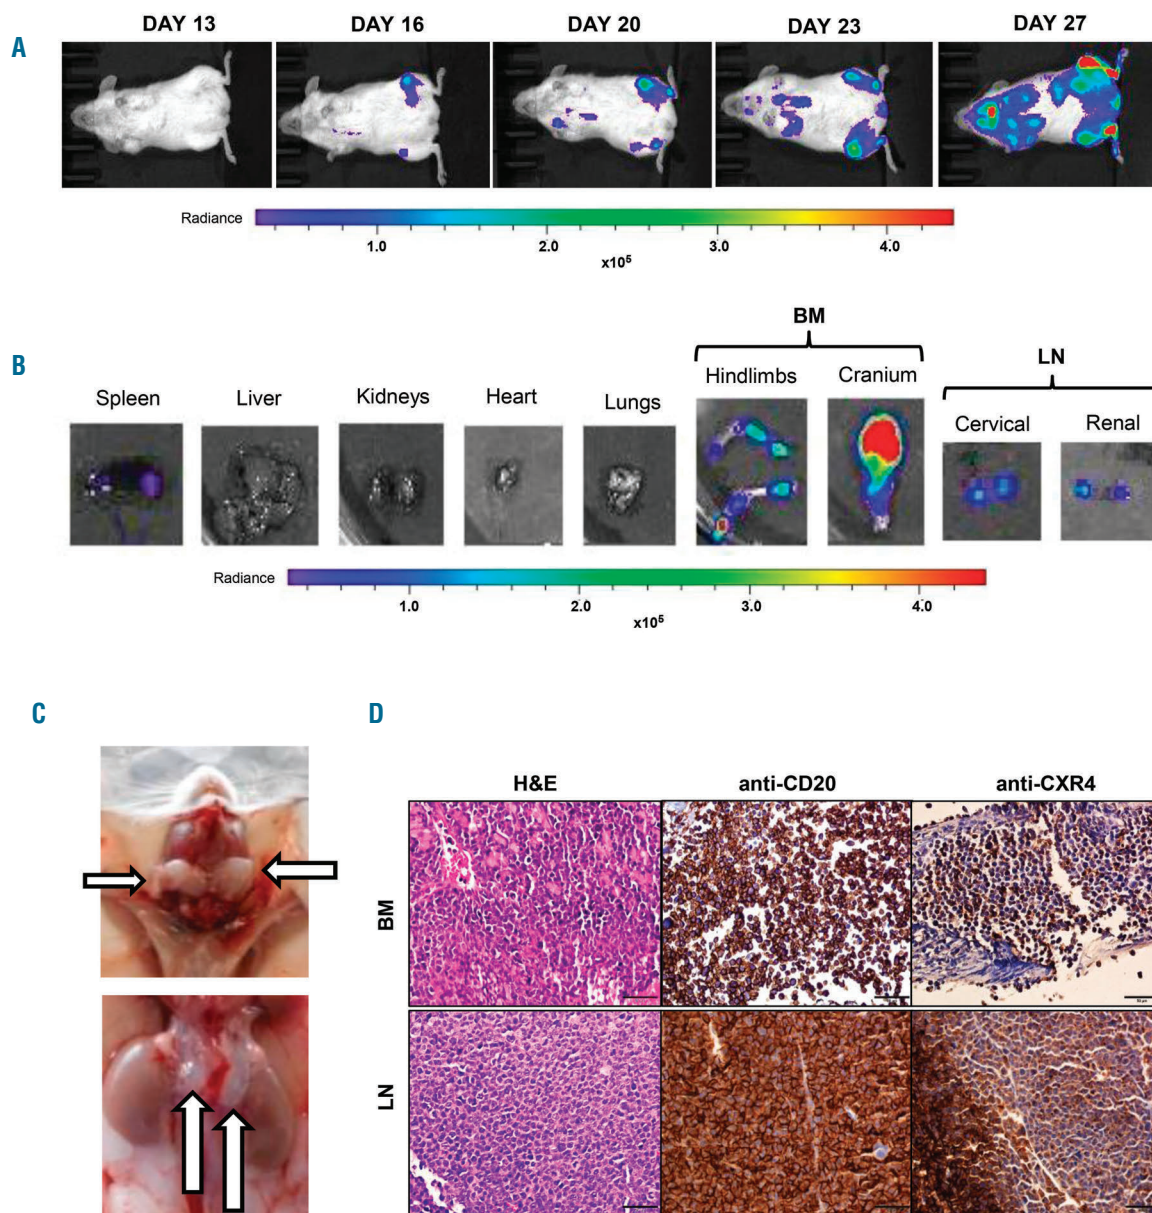 A
DAY 13 DAY 16 DAY 20 DAY 23 DAY 27
Radiance
1.0 2.0 3.0 4.0
x10⁵
B
BM
LN
Spleen Liver Kidneys Heart Lungs Hindlimbs Cranium Cervical Renal
Radiance
1.0 2.0 3.0 4.0
x10⁵
C
D
H&E anti-CD20 anti-CXR4
BM
LN